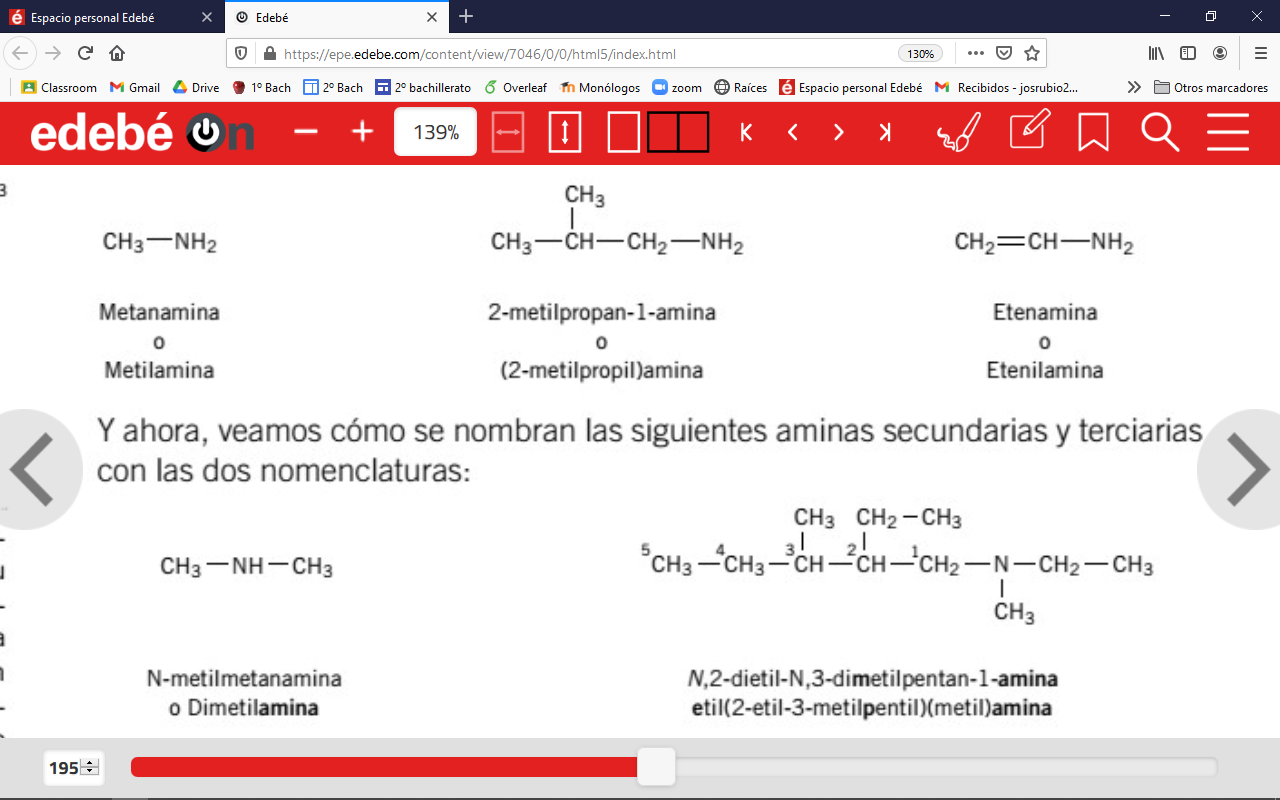 Espacio personal Edebé
Edebé
https://epe.edebe.com/content/view/7046/0/0/html5/index.html
130%
Classroom
Gmail
Drive
1º Bach
2º Bach
2º bachillerato
Overleaf
Monólogos
zoom
Raíces
Espacio personal Edebé
Recibidos - josrubio2...
Otros marcadores
edebé On
139%
3
CH₃
CH₃—NH₂
CH₃—CH—CH₂—NH₂
CH₂=CH—NH₂
Metanamina
o
Metilamina
2-metilpropan-1-amina
o
(2-metilpropil)amina
Etenamina
o
Etenilamina
Y ahora, veamos cómo se nombran las siguientes aminas secundarias y terciarias
con las dos nomenclaturas:
CH₃—NH—CH₃
CH₃ CH₂—CH₃
⁵CH₃—⁴CH₃—³CH—²CH—¹CH₂—N—CH₂—CH₃
CH₃
N-metilmetanamina
o Dimetilamina
N,2-dietil-N,3-dimetilpentan-1-amina
etil(2-etil-3-metilpentil)(metil)amina
195